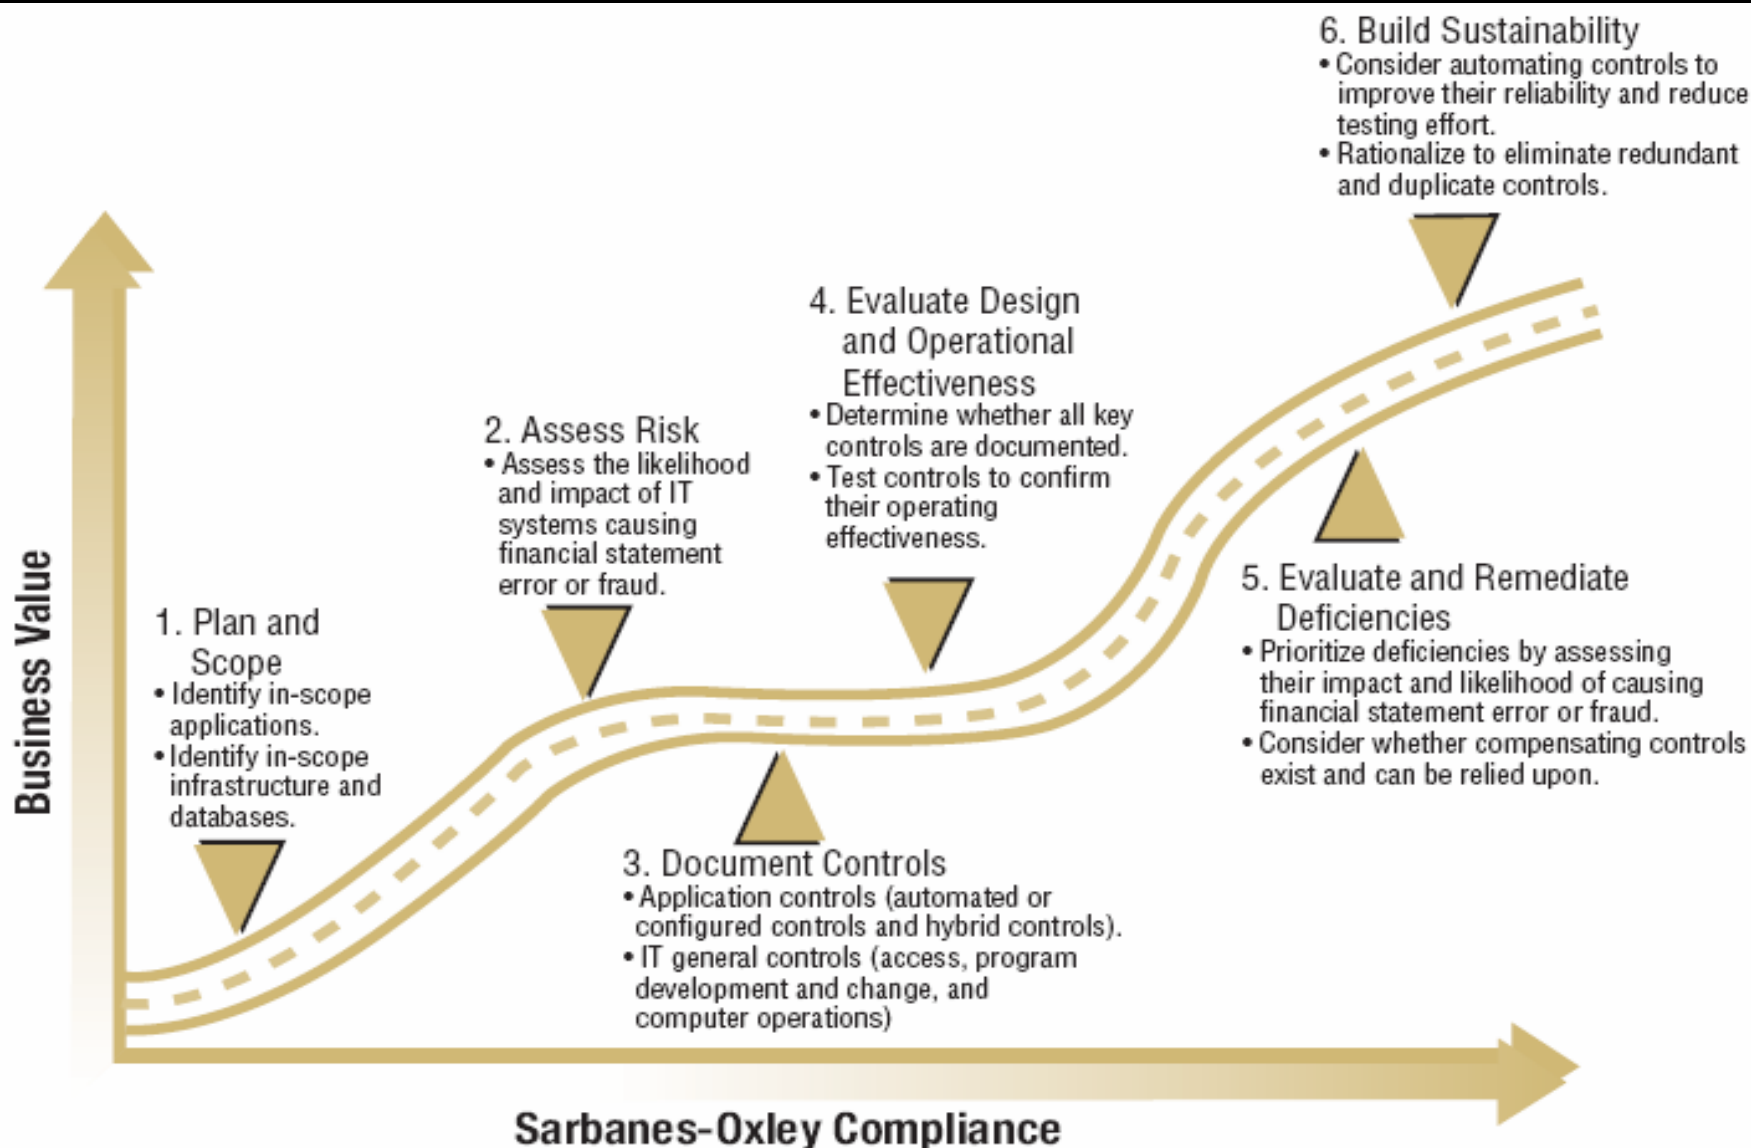 6. Build Sustainability
• Consider automating controls to
improve their reliability and reduce
testing effort.
• Rationalize to eliminate redundant
and duplicate controls.
4. Evaluate Design
and Operational
Effectiveness
• Determine whether all key
controls are documented.
• Test controls to confirm
their operating
effectiveness.
2. Assess Risk
• Assess the likelihood
and impact of IT
systems causing
financial statement
error or fraud.
1. Plan and
Scope
• Identify in-scope
applications.
• Identify in-scope
infrastructure and
databases.
5. Evaluate and Remediate
Deficiencies
• Prioritize deficiencies by assessing
their impact and likelihood of causing
financial statement error or fraud.
• Consider whether compensating controls
exist and can be relied upon.
3. Document Controls
• Application controls (automated or
configured controls and hybrid controls).
• IT general controls (access, program
development and change, and
computer operations)
Business Value
Sarbanes-Oxley Compliance